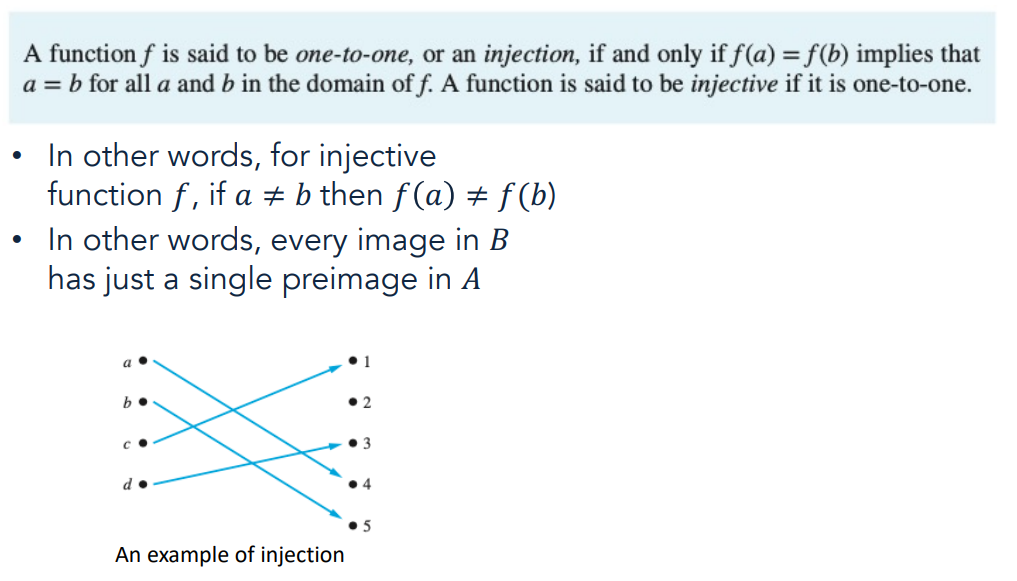 A function f is said to be one-to-one, or an injection, if and only if f(a) = f(b) implies that
a = b for all a and b in the domain of f. A function is said to be injective if it is one-to-one.
• In other words, for injective
function f, if a ≠ b then f(a) ≠ f(b)
• In other words, every image in B
has just a single preimage in A
a • • 1
b • • 2
c • • 3
d • • 4
• 5
An example of injection